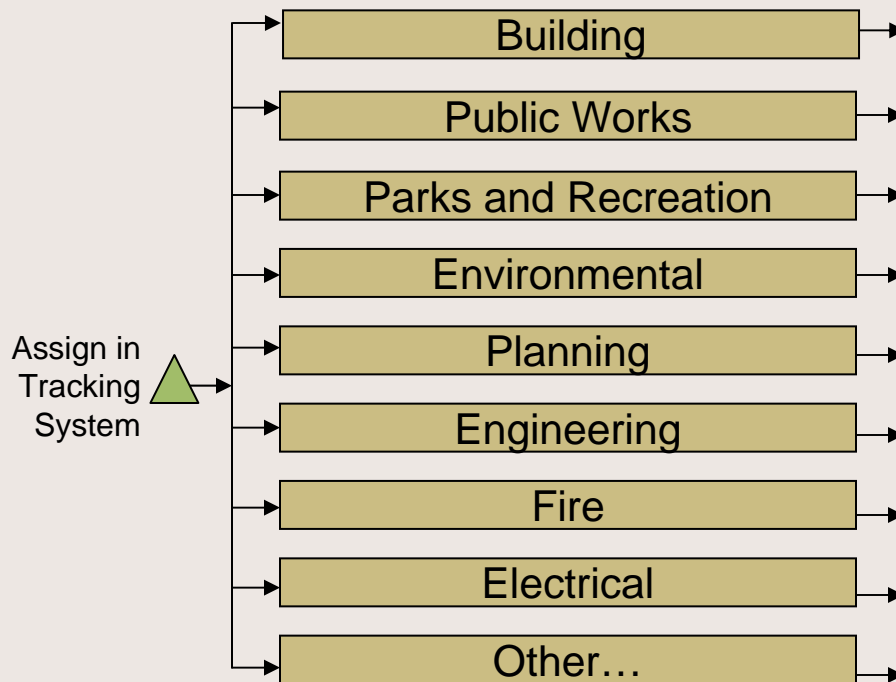 Building
Public Works
Parks and Recreation
Environmental
Assign in
Tracking
System
Planning
Engineering
Fire
Electrical
Other…